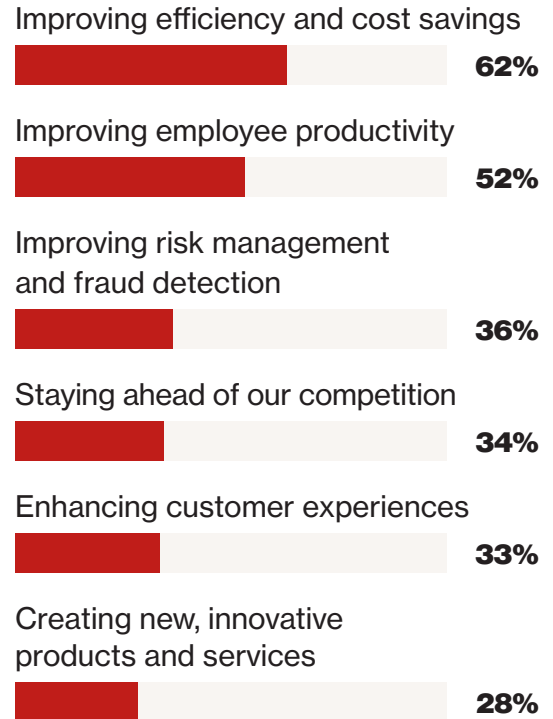 Improving efficiency and cost savings
62%
Improving employee productivity
52%
Improving risk management
and fraud detection
36%
Staying ahead of our competition
34%
Enhancing customer experiences
33%
Creating new, innovative
products and services
28%